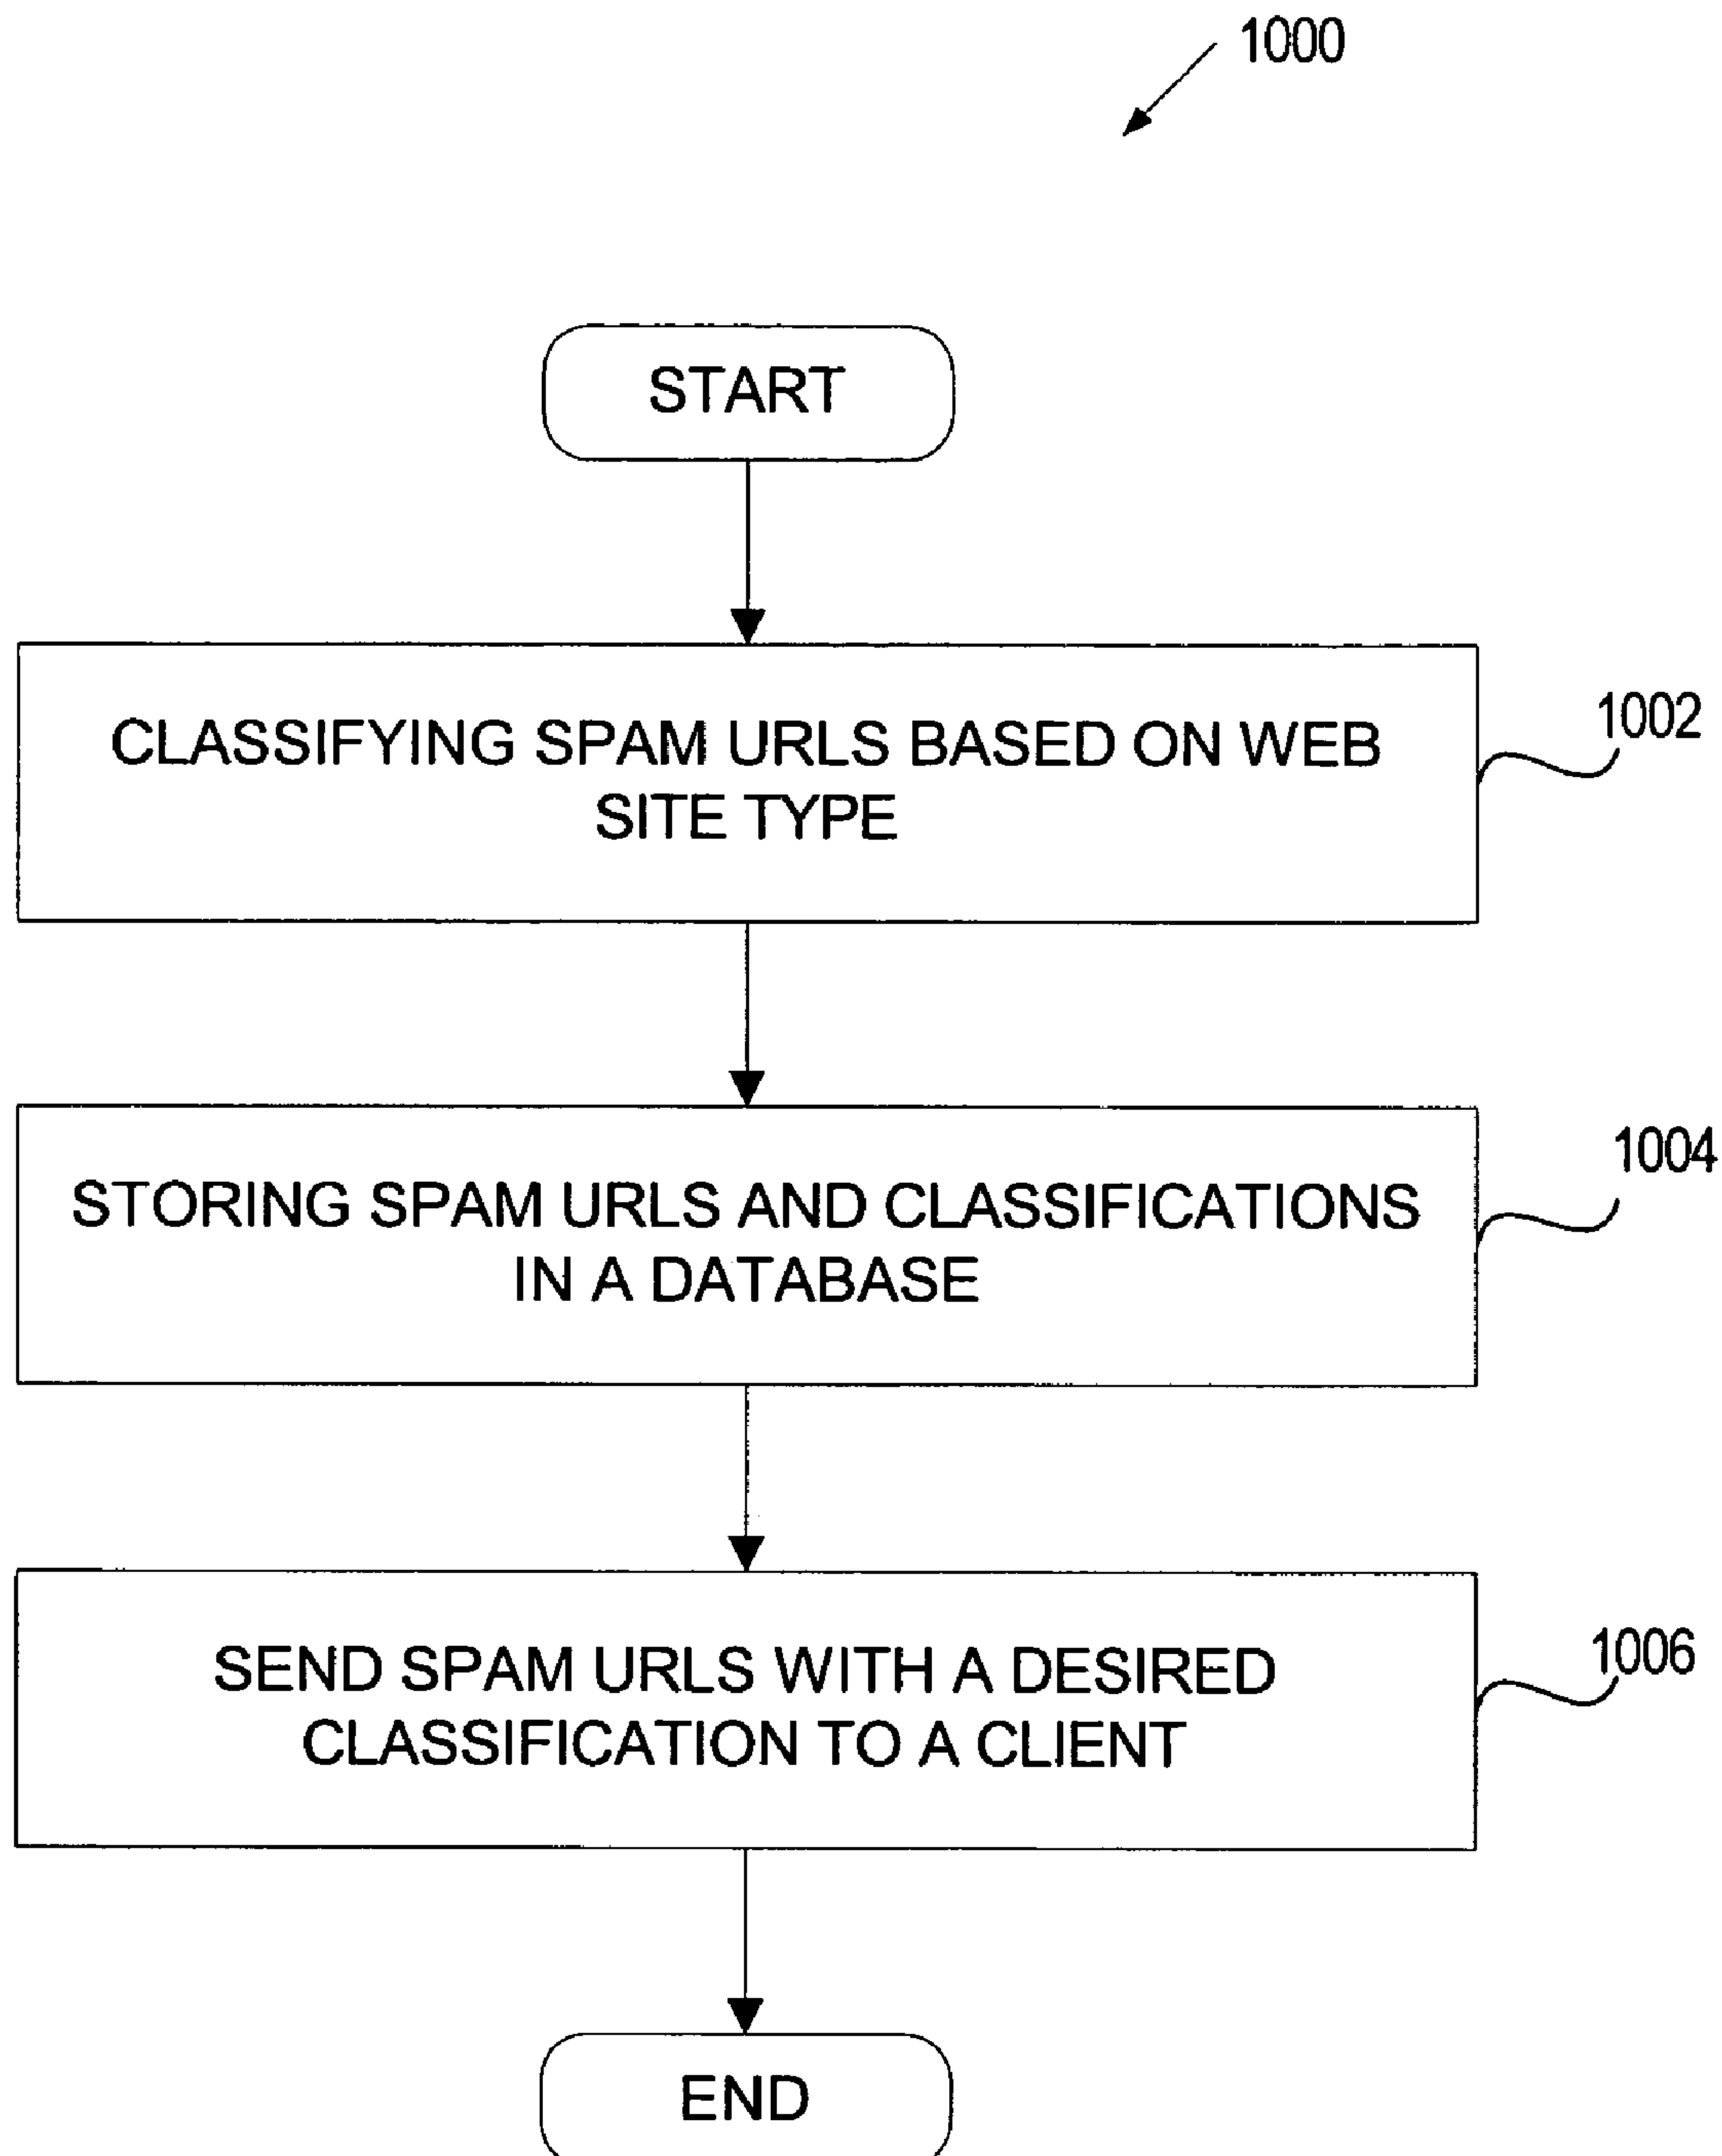 1000
START
CLASSIFYING SPAM URLS BASED ON WEB
SITE TYPE
1002
STORING SPAM URLS AND CLASSIFICATIONS
IN A DATABASE
1004
SEND SPAM URLS WITH A DESIRED
CLASSIFICATION TO A CLIENT
1006
END